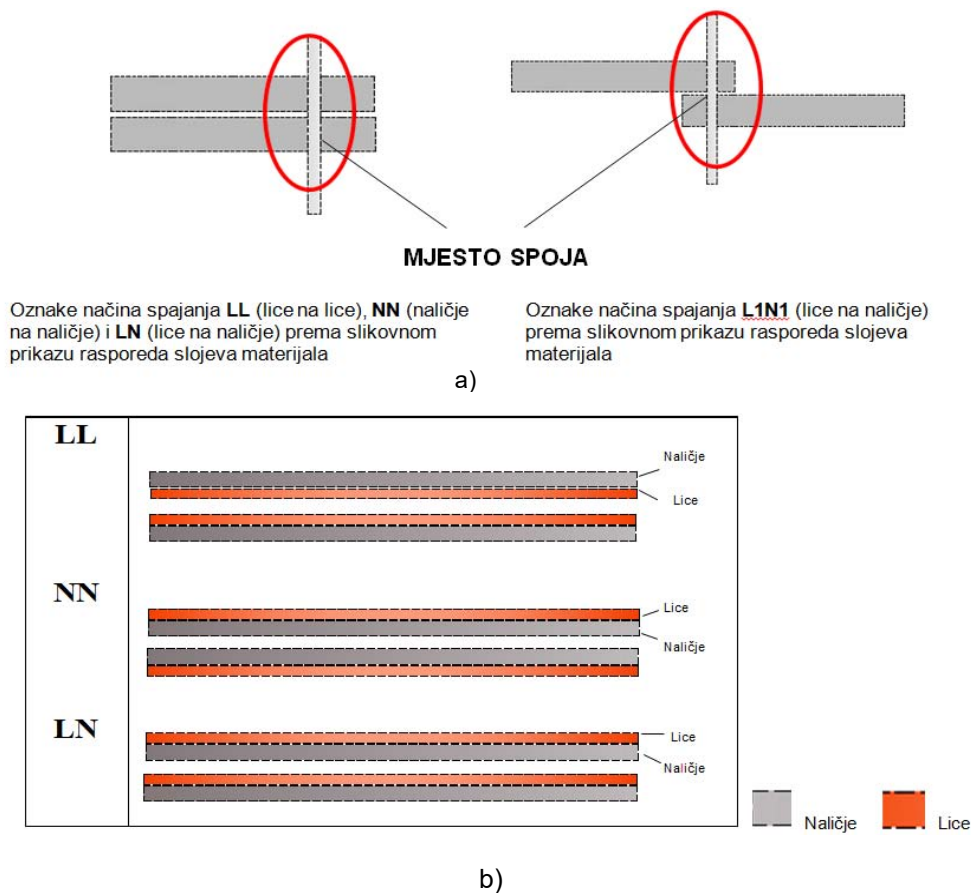 MJESTO SPOJA
Oznake načina spajanja LL (lice na lice), NN (naličje
na naličje) i LN (lice na naličje) prema slikovnom
prikazu rasporeda slojeva materijala
Oznake načina spajanja L1N1 (lice na naličje)
prema slikovnom prikazu rasporeda slojeva
materijala
a)
LL
Naličje
Lice
NN
Lice
Naličje
LN
Lice
Naličje
Naličje
Lice
b)